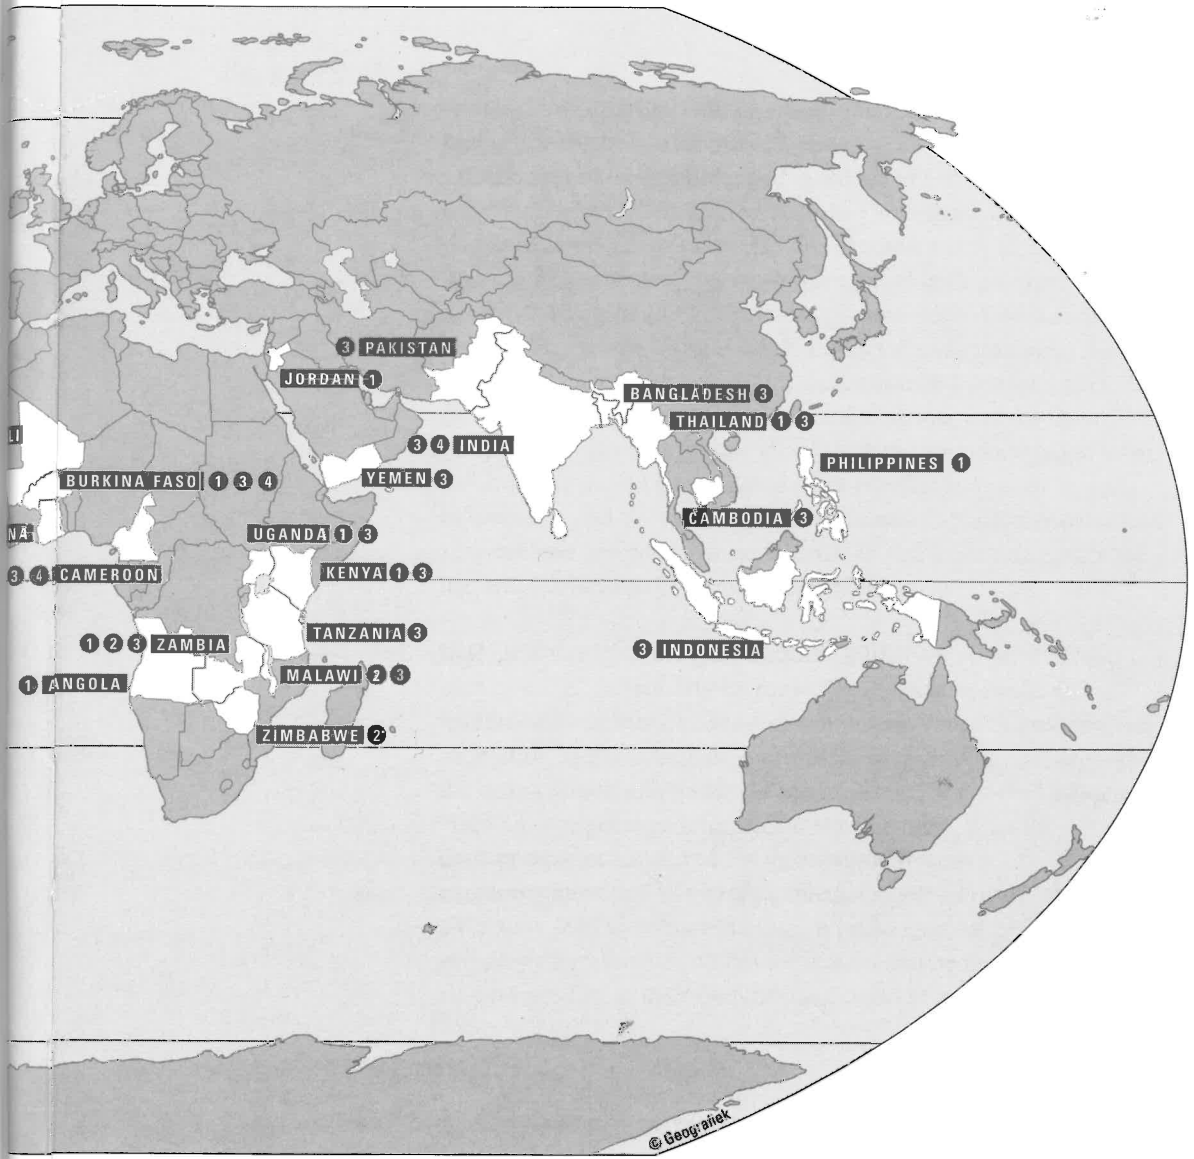 3 PAKISTAN
JORDAN 1
BANGLADESH 3
THAILAND 1 3
LI
3 4 INDIA
PHILIPPINES 1
BURKINA FASO 1 3 4
YEMEN 3
CAMBODIA 3
NA
UGANDA 1 3
3 4 CAMEROON
KENYA 1 3
TANZANIA 3
1 2 3 ZAMBIA
3 INDONESIA
MALAWI 2 3
1 ANGOLA
ZIMBABWE 2
© Geografiek